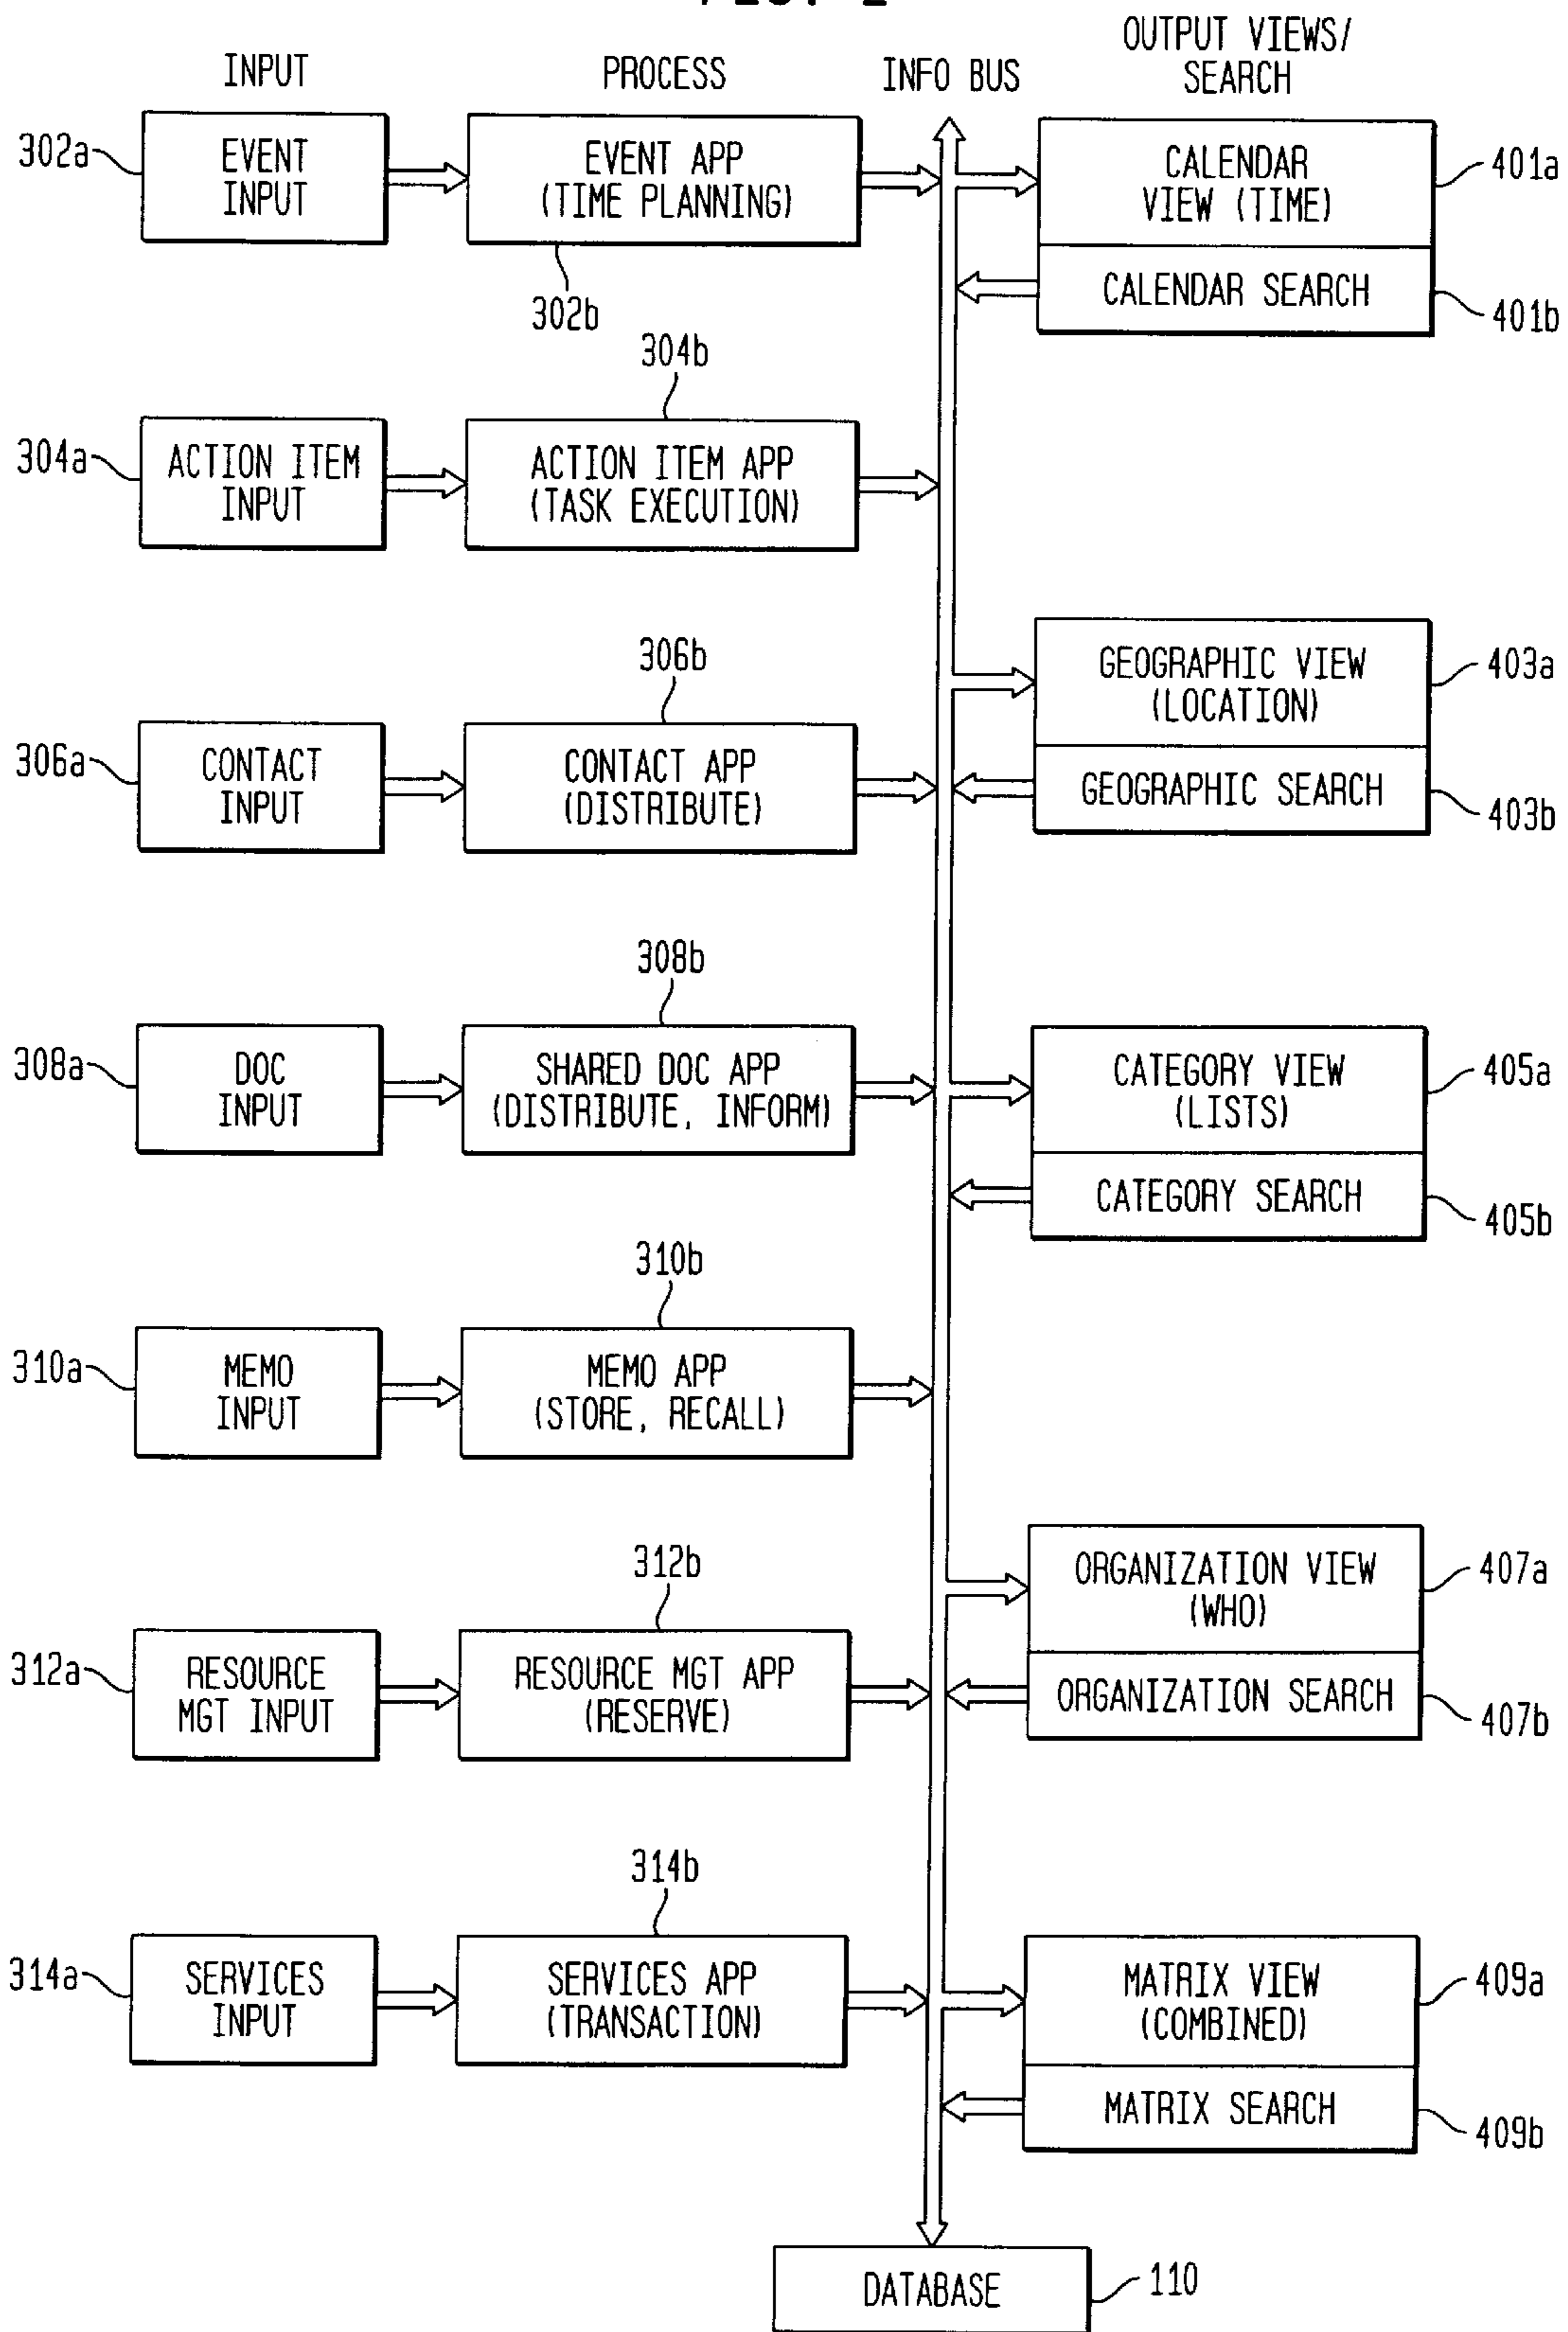 INPUT
PROCESS
INFO BUS
OUTPUT VIEWS/
SEARCH
302a
EVENT
INPUT
EVENT APP
(TIME PLANNING)
302b
CALENDAR
VIEW (TIME)
401a
CALENDAR SEARCH
401b
304b
304a
ACTION ITEM
INPUT
ACTION ITEM APP
(TASK EXECUTION)
306b
GEOGRAPHIC VIEW
(LOCATION)
403a
306a
CONTACT
INPUT
CONTACT APP
(DISTRIBUTE)
GEOGRAPHIC SEARCH
403b
308b
308a
DOC
INPUT
SHARED DOC APP
(DISTRIBUTE, INFORM)
CATEGORY VIEW
(LISTS)
405a
CATEGORY SEARCH
405b
310b
310a
MEMO
INPUT
MEMO APP
(STORE, RECALL)
312b
ORGANIZATION VIEW
(WHO)
407a
312a
RESOURCE
MGT INPUT
RESOURCE MGT APP
(RESERVE)
ORGANIZATION SEARCH
407b
314b
314a
SERVICES
INPUT
SERVICES APP
(TRANSACTION)
MATRIX VIEW
(COMBINED)
409a
MATRIX SEARCH
409b
DATABASE
110